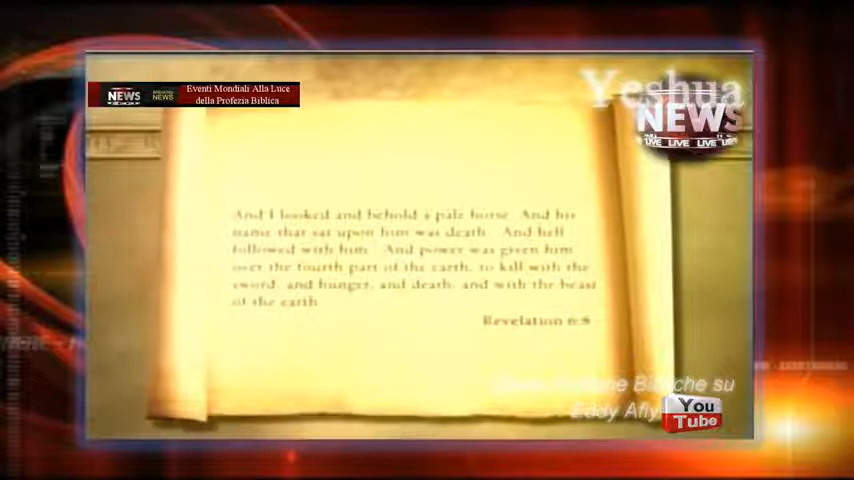 Yeshua
NEWS
BREAKING
NEWS
Eventi Mondiali Alla Luce
della Profezia Biblica
NEWS
LIVE LIVE LIVE
And I looked and behold a pale horse. And his
name that sat upon him was death. And hell
followed with him. And power was given him
over the fourth part of the earth, to kill with the
sword, and hunger, and death, and with the beast
of the earth
Revelation 6:8
Bibliche su
Eddy Afly
You
Tube